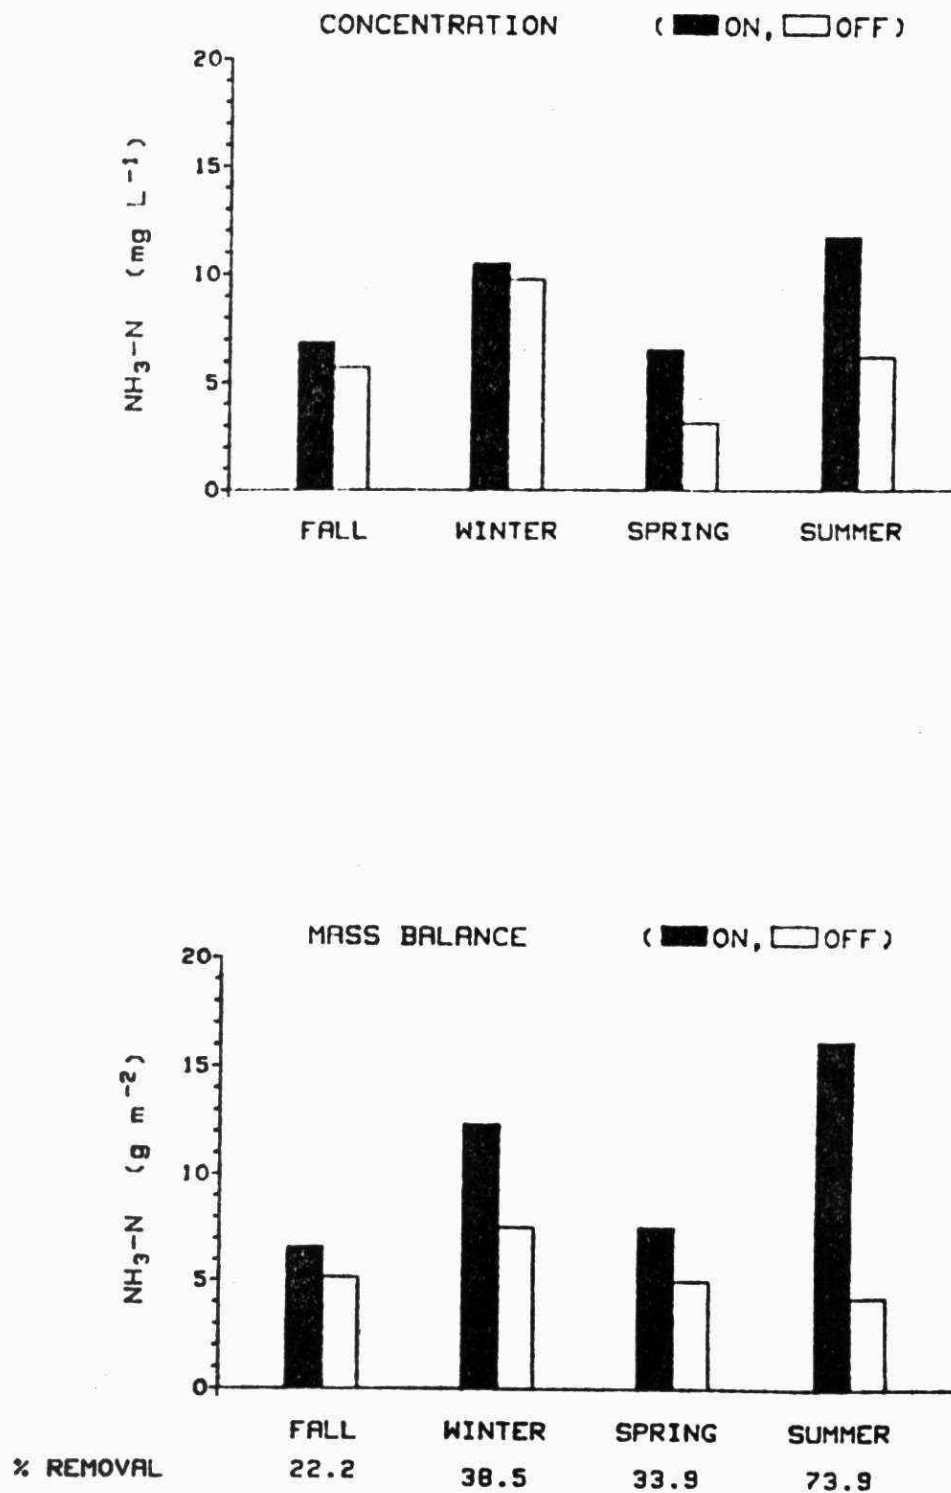 CONCENTRATION (ON, OFF)
20
15
10
5
0
NH₃-N (mg L⁻¹)
FALL WINTER SPRING SUMMER
MASS BALANCE (ON, OFF)
20
15
10
5
0
NH₃-N (g m⁻²)
FALL WINTER SPRING SUMMER
% REMOVAL 22.2 38.5 33.9 73.9